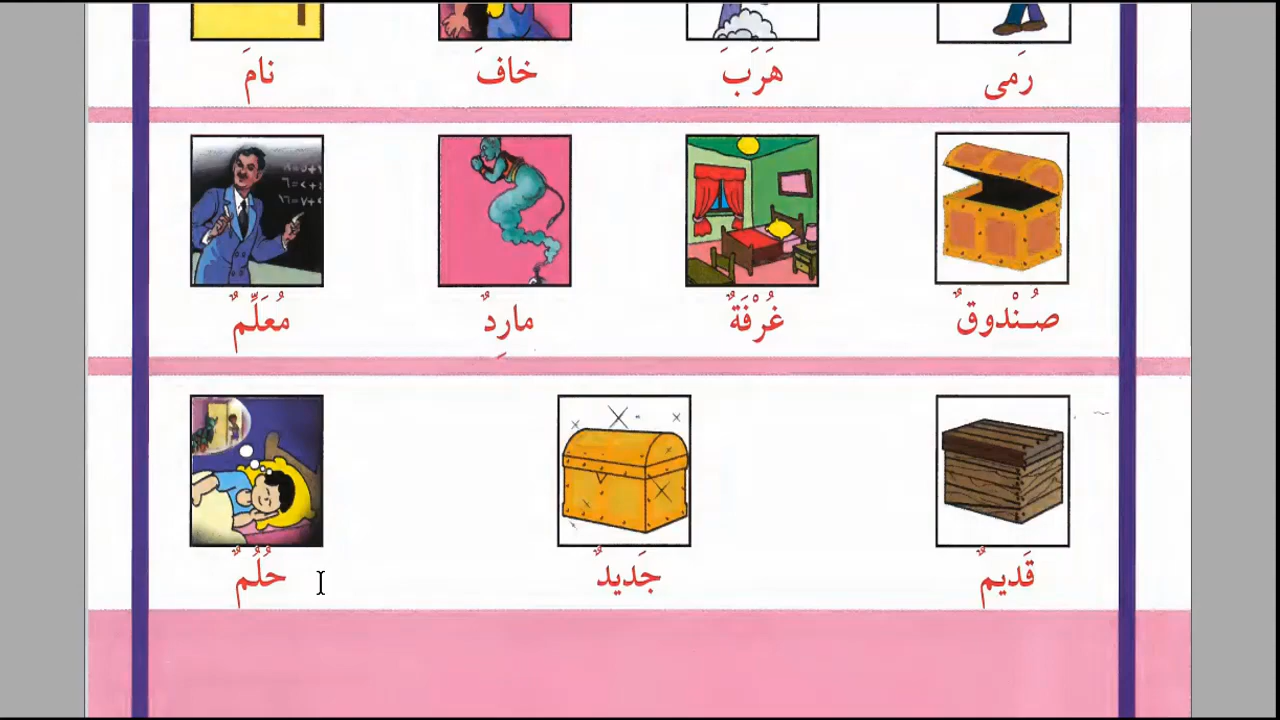 رَمى هَرَبَ خافَ نامَ
صُنْدوقٌ غُرْفَةٌ مارِدٌ مُعَلِّمٌ
قَديمٌ جَديدٌ حُلُمٌ